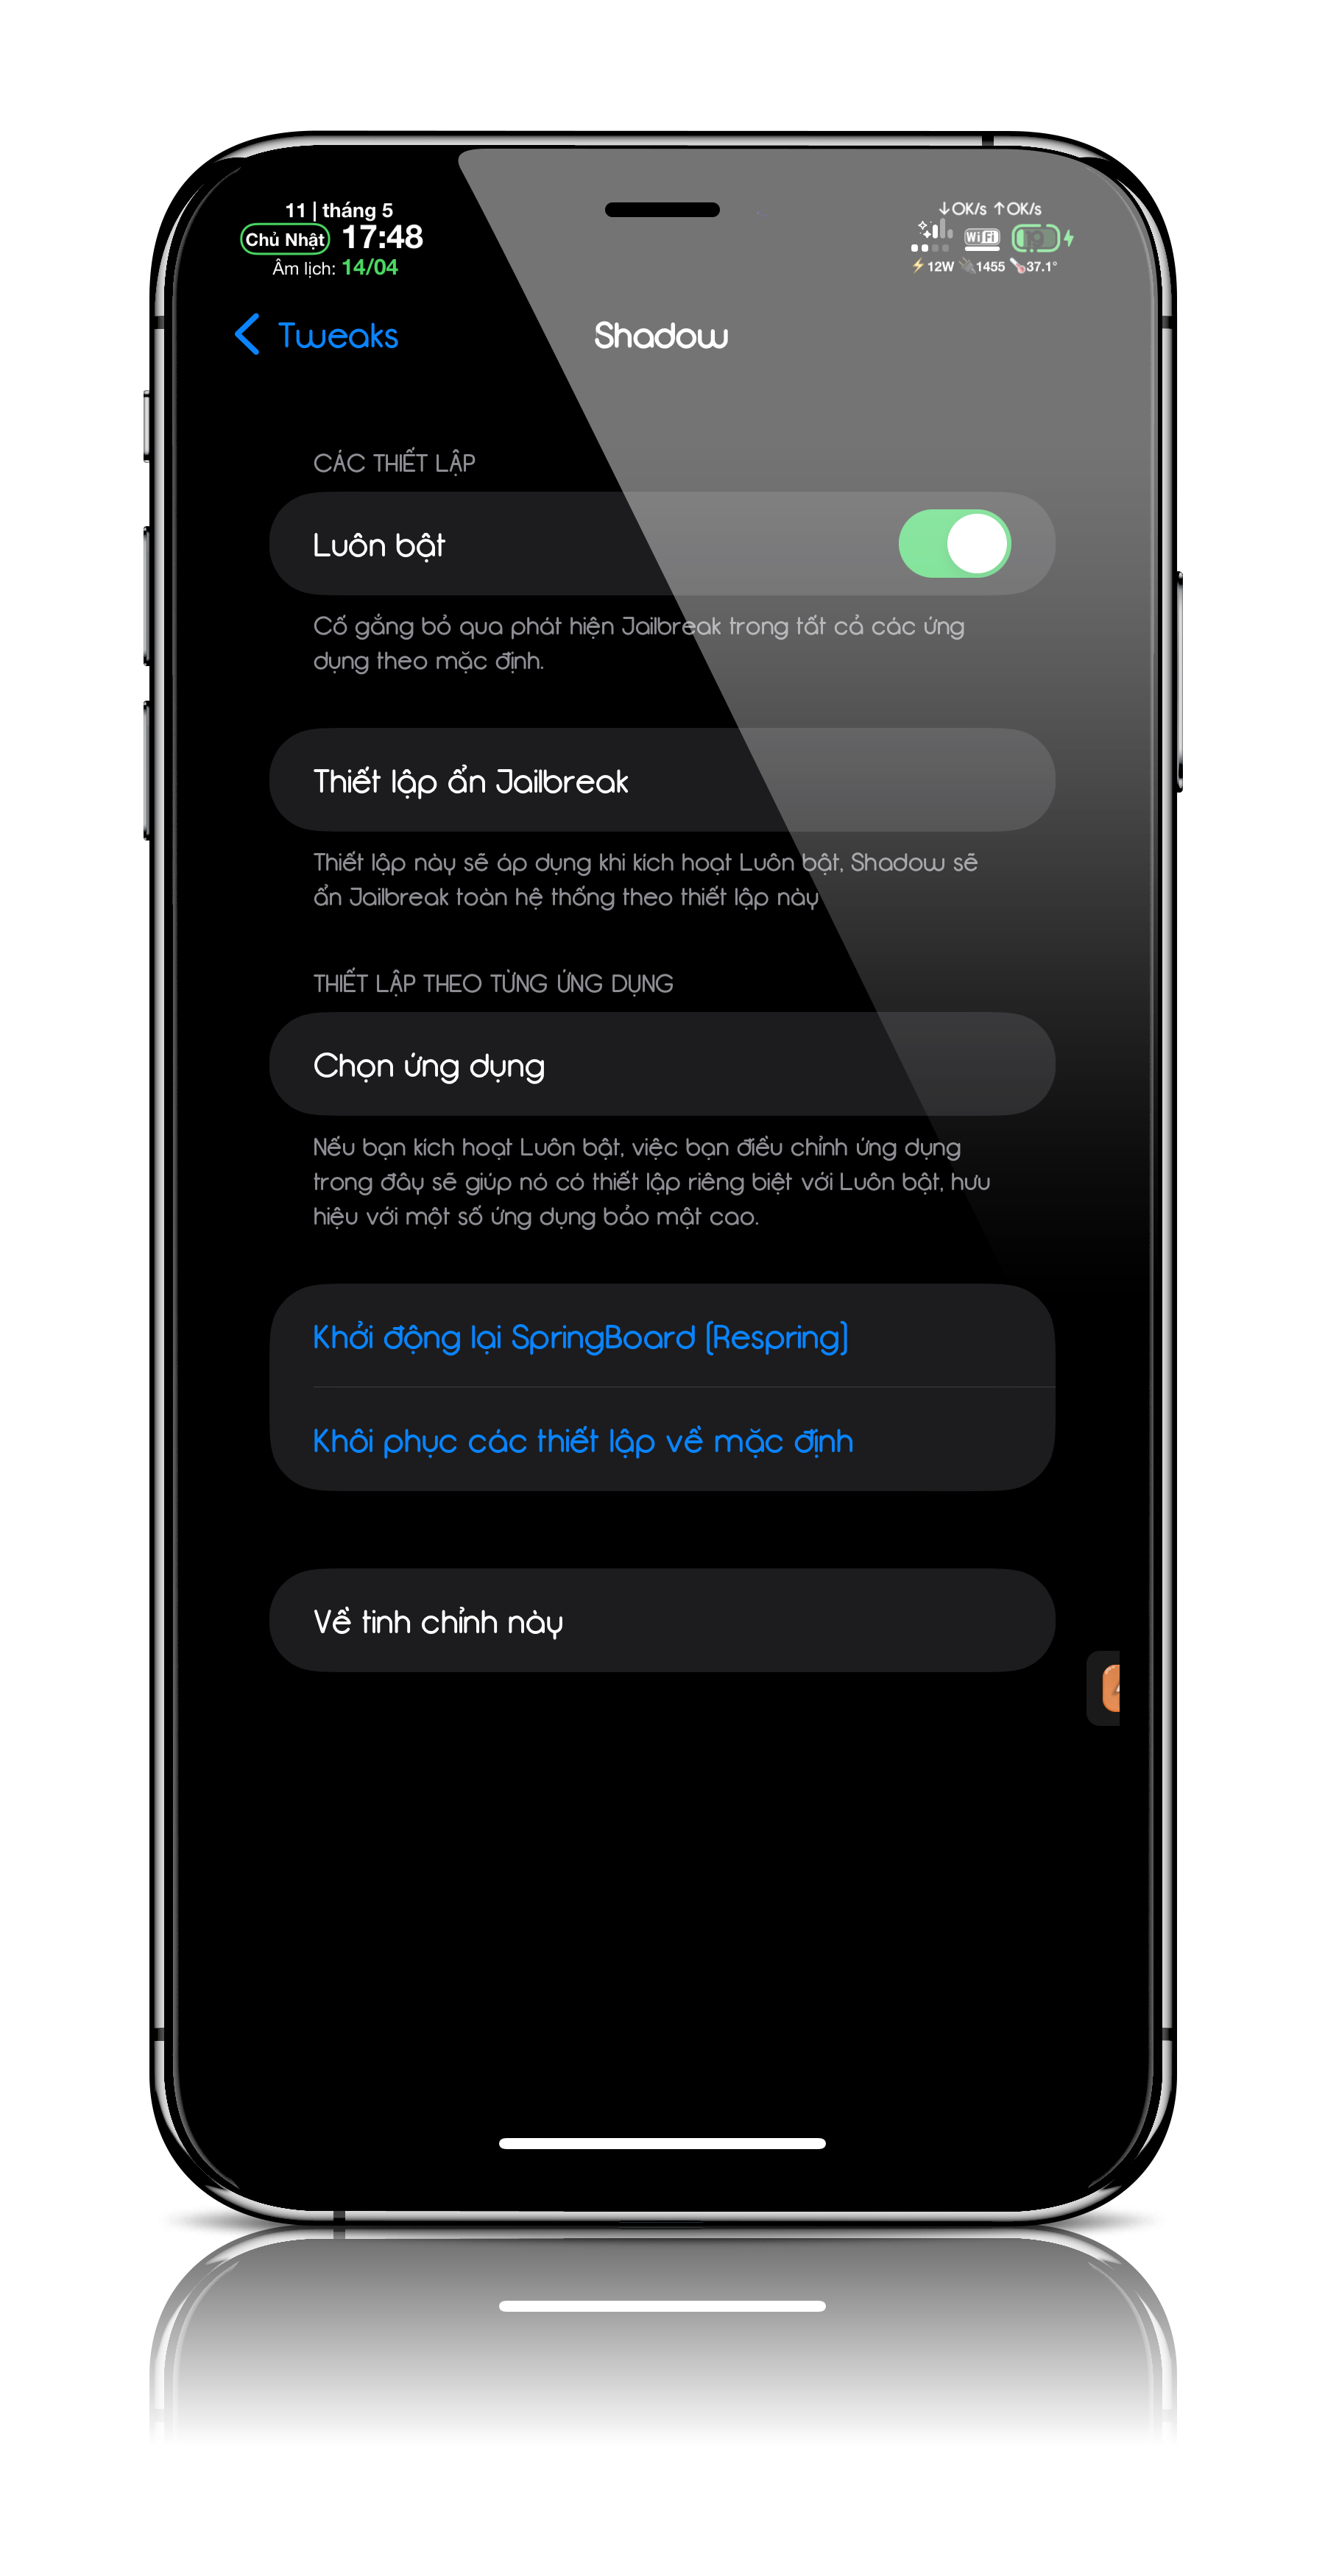 11 | tháng 5
Chủ Nhật 17:48
Âm lịch: 14/04
↓0K/s ↑0K/s
WiFi
⚡12W 🔌1455 🌡️37.1°
Tweaks
Shadow
CÁC THIẾT LẬP
Luôn bật
Cố gắng bỏ qua phát hiện Jailbreak trong tất cả các ứng
dụng theo mặc định.
Thiết lập ẩn Jailbreak
Thiết lập này sẽ áp dụng khi kích hoạt Luôn bật, Shadow sẽ
ẩn Jailbreak toàn hệ thống theo thiết lập này
THIẾT LẬP THEO TỪNG ỨNG DỤNG
Chọn ứng dụng
Nếu bạn kích hoạt Luôn bật, việc bạn điều chỉnh ứng dụng
trong đây sẽ giúp nó có thiết lập riêng biệt với Luôn bật, hưu
hiệu với một số ứng dụng bảo mật cao.
Khởi động lại SpringBoard (Respring)
Khôi phục các thiết lập về mặc định
Về tinh chỉnh này